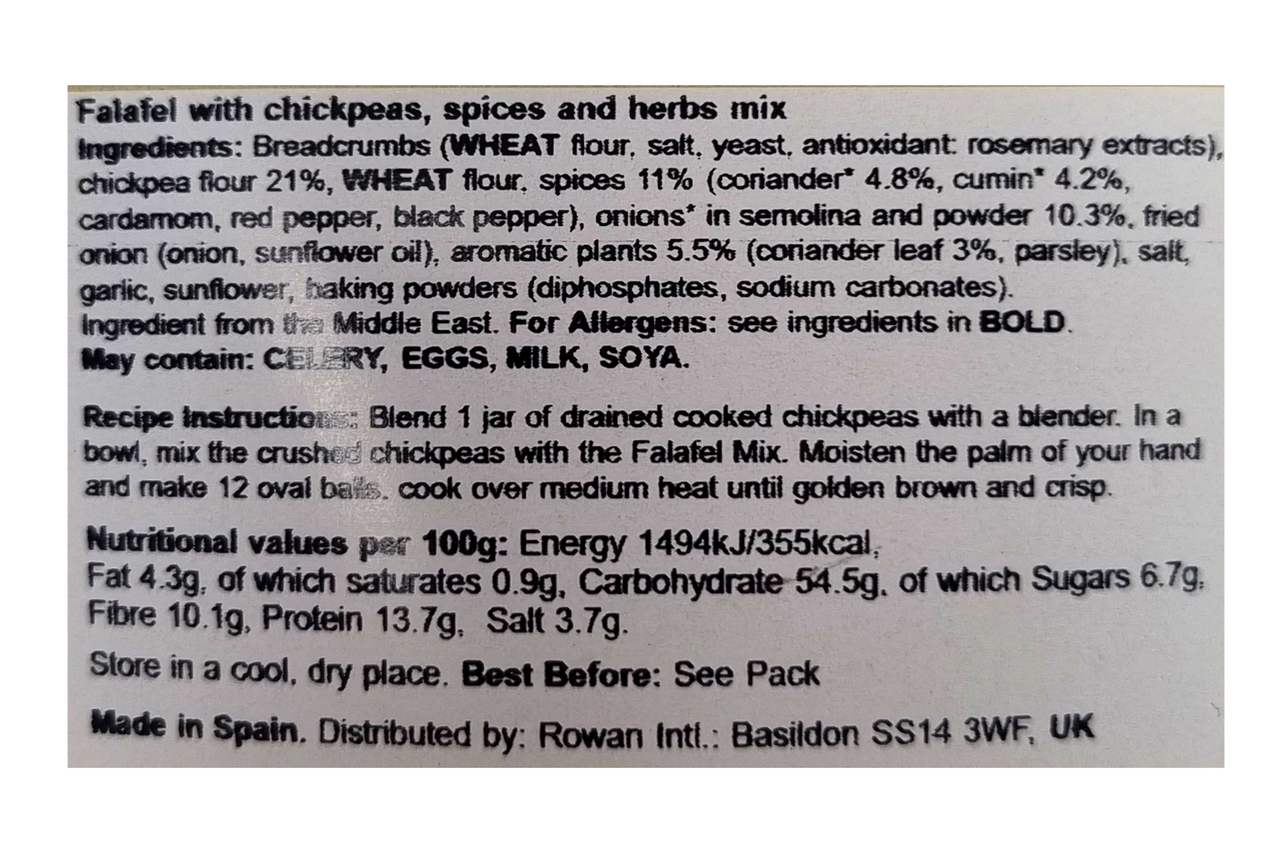 Falafel with chickpeas, spices and herbs mix
Ingredients: Breadcrumbs (WHEAT flour, salt, yeast, antioxidant: rosemary extracts),
chickpea flour 21%, WHEAT flour, spices 11% (coriander* 4.8%, cumin* 4.2%,
cardamom, red pepper, black pepper), onions* in semolina and powder 10.3%, fried
onion (onion, sunflower oil), aromatic plants 5.5% (coriander leaf 3%, parsley), salt,
garlic, sunflower, baking powders (diphosphates, sodium carbonates).
Ingredient from the Middle East. For Allergens: see ingredients in BOLD.
May contain: CELERY, EGGS, MILK, SOYA.
Recipe Instructions: Blend 1 jar of drained cooked chickpeas with a blender. In a
bowl, mix the crushed chickpeas with the Falafel Mix. Moisten the palm of your hand
and make 12 oval balls, cook over medium heat until golden brown and crisp.
Nutritional values per 100g: Energy 1494kJ/355kcal,
Fat 4.3g, of which saturates 0.9g, Carbohydrate 54.5g, of which Sugars 6.7g,
Fibre 10.1g, Protein 13.7g, Salt 3.7g.
Store in a cool, dry place. Best Before: See Pack
Made in Spain. Distributed by: Rowan Intl.: Basildon SS14 3WF, UK